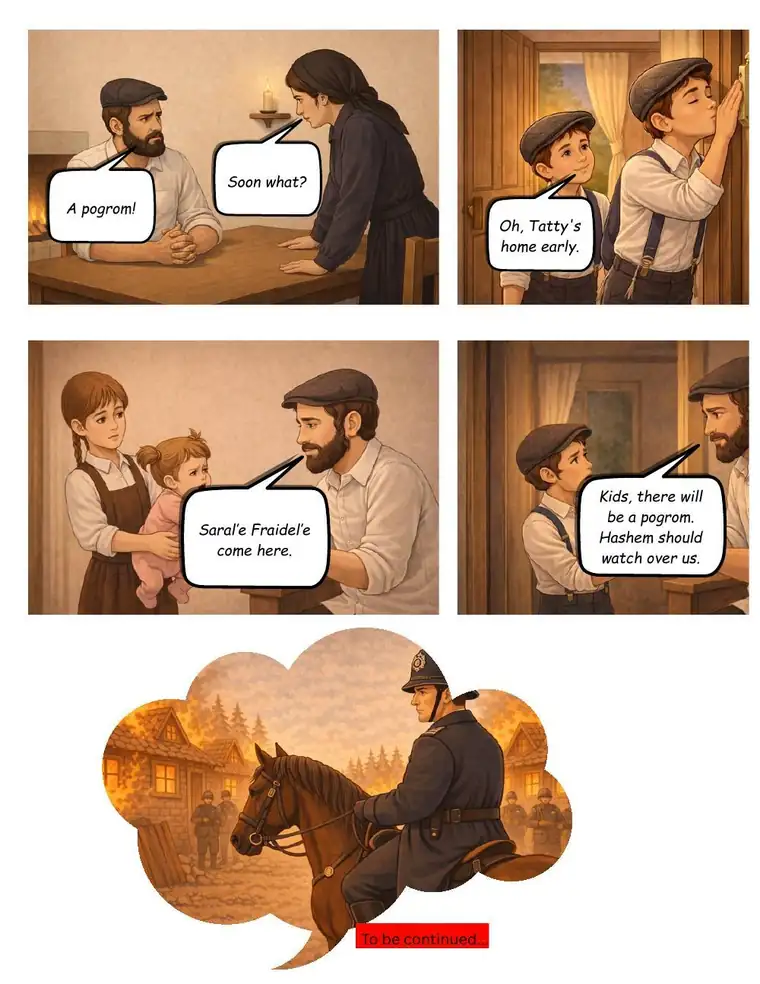 Soon what?
A pogrom!
Oh, Tatty's
home early.
Saral'e Fraidel'e
come here.
Kids, there will
be a pogrom.
Hashem should
watch over us.
To be continued...